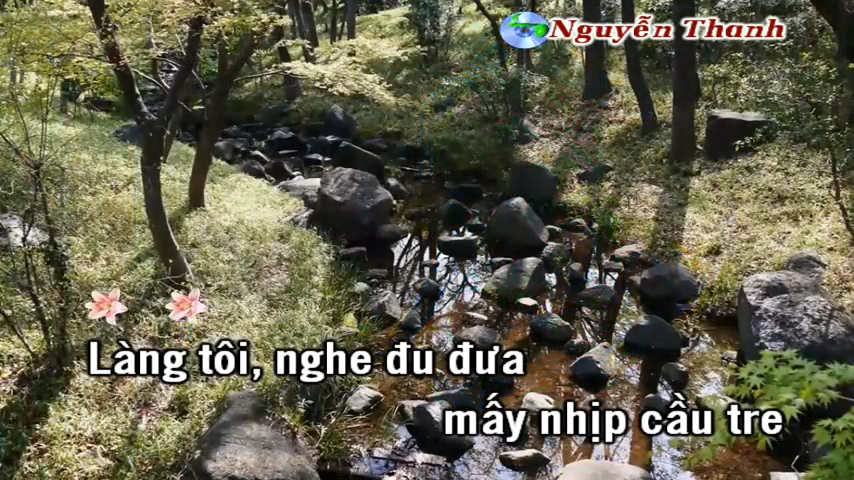 Nguyễn Thanh
Làng tôi, nghe đu đưa
mấy nhịp cầu tre